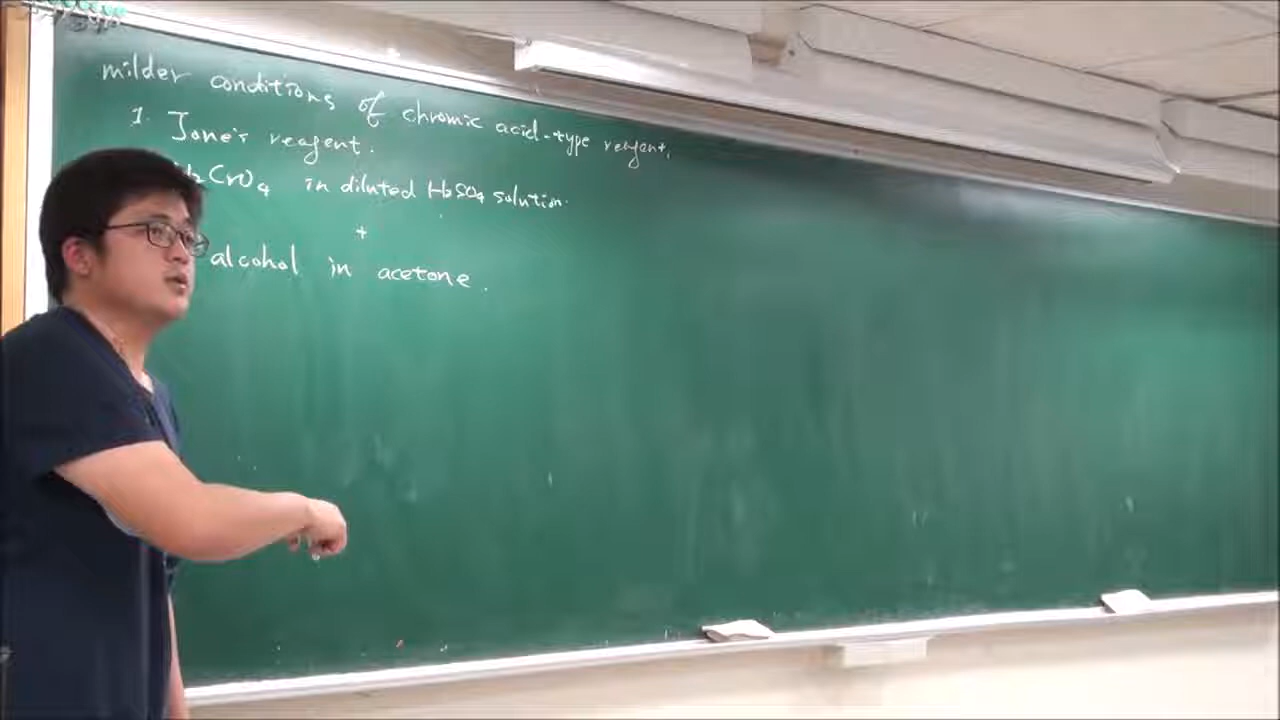 milder conditions of chromic acid-type reagent.
1. Jone's reagent.
H2CrO4 in diluted H2SO4 solution.
+
alcohol in acetone.